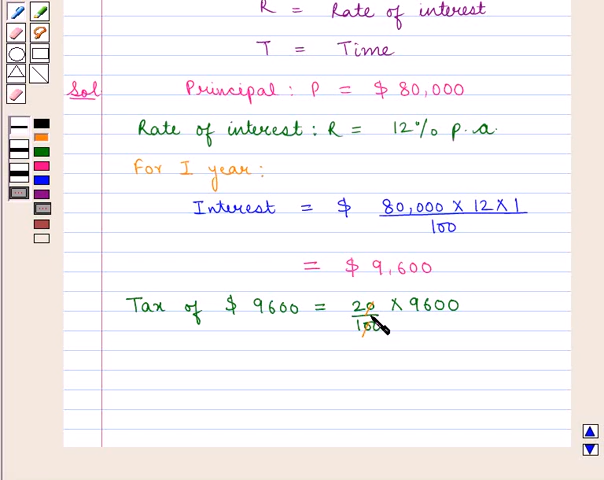 R = Rate of interest
T = Time
Sol Principal: P = $ 80,000
Rate of interest: R = 12% p.a.
For I year:
Interest = $ 80,000 × 12 × 1
100
= $ 9,600
Tax of $ 9600 = 20 × 9600
100